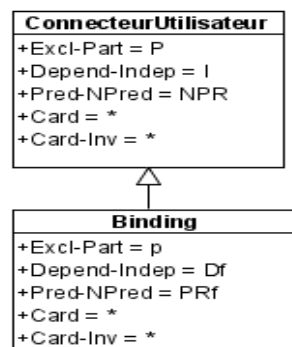 ConnecteurUtilisateur
+Excl-Part = P
+Depend-Indep = I
+Pred-NPred = NPR
+Card = *
+Card-Inv = *
Binding
+Excl-Part = p
+Depend-Indep = Df
+Pred-NPred = PRf
+Card = *
+Card-Inv = *